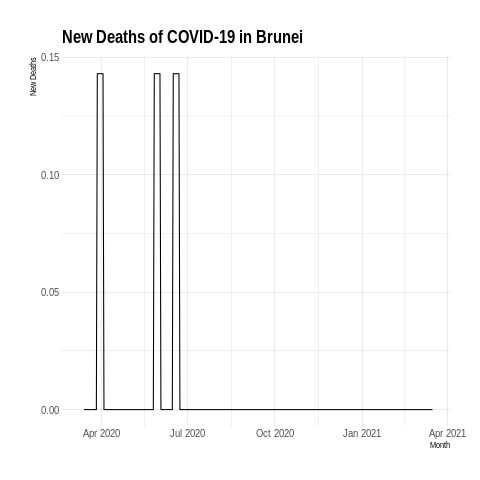 New Deaths of COVID-19 in Brunei
New Deaths
0.15
0.10
0.05
0.00
Apr 2020 Jul 2020 Oct 2020 Jan 2021 Apr 2021
Month